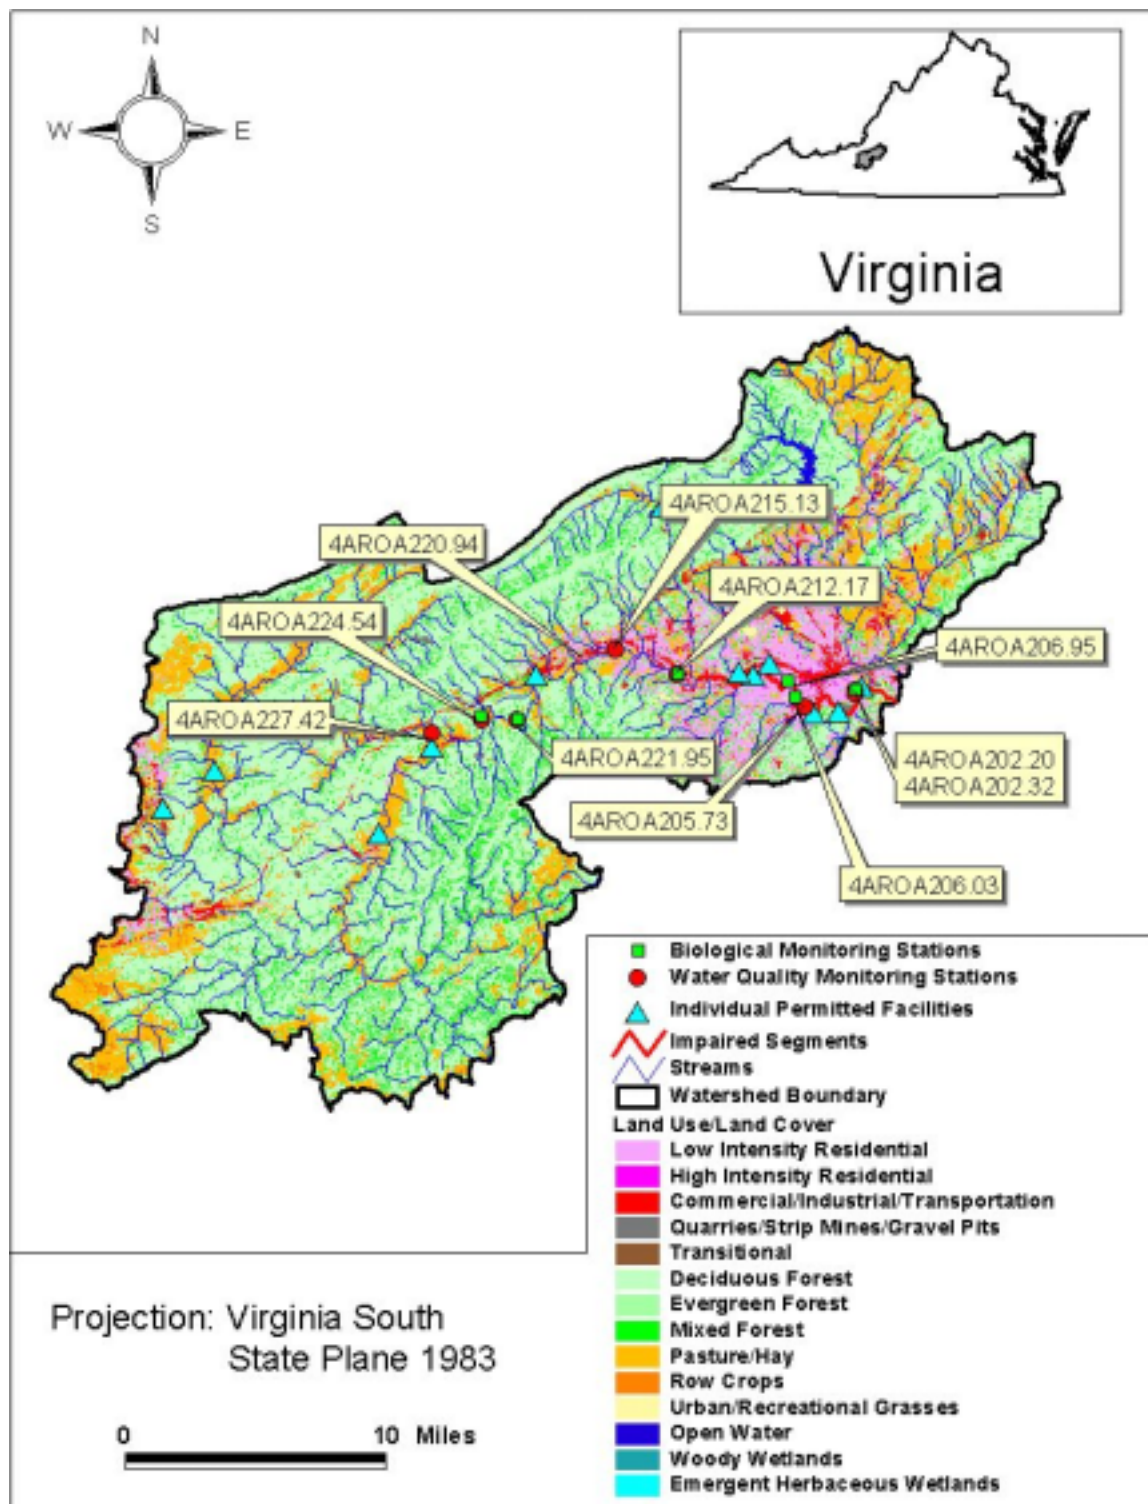 N
W E
S
Virginia
4AROA215.13
4AROA220.94
4AROA212.17
4AROA224.54
4AROA206.95
4AROA227.42
4AROA221.95
4AROA202.20
4AROA202.32
4AROA205.73
4AROA206.03
Biological Monitoring Stations
Water Quality Monitoring Stations
Individual Permitted Facilities
Impaired Segments
Streams
Watershed Boundary
Land Use/Land Cover
Low Intensity Residential
High Intensity Residential
Commercial/Industrial/Transportation
Quarries/Strip Mines/Gravel Pits
Transitional
Deciduous Forest
Evergreen Forest
Mixed Forest
Pasture/Hay
Row Crops
Urban/Recreational Grasses
Open Water
Woody Wetlands
Emergent Herbaceous Wetlands
Projection: Virginia South
State Plane 1983
0 10 Miles